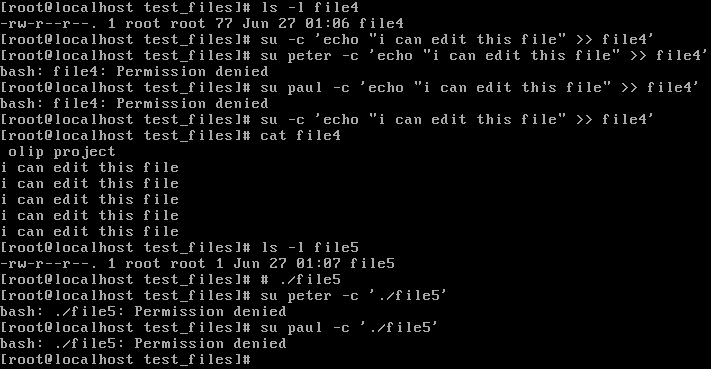 [root@localhost test_files]# ls -l file4
-rw-r--r--. 1 root root 77 Jun 27 01:06 file4
[root@localhost test_files]# su -c 'echo "i can edit this file" >> file4'
[root@localhost test_files]# su peter -c 'echo "i can edit this file" >> file4'
bash: file4: Permission denied
[root@localhost test_files]# su paul -c 'echo "i can edit this file" >> file4'
bash: file4: Permission denied
[root@localhost test_files]# su -c 'echo "i can edit this file" >> file4'
[root@localhost test_files]# cat file4
 olip project
i can edit this file
i can edit this file
i can edit this file
i can edit this file
i can edit this file
[root@localhost test_files]# ls -l file5
-rw-r--r--. 1 root root 1 Jun 27 01:07 file5
[root@localhost test_files]# # ./file5
[root@localhost test_files]# su peter -c './file5'
bash: ./file5: Permission denied
[root@localhost test_files]# su paul -c './file5'
bash: ./file5: Permission denied
[root@localhost test_files]#